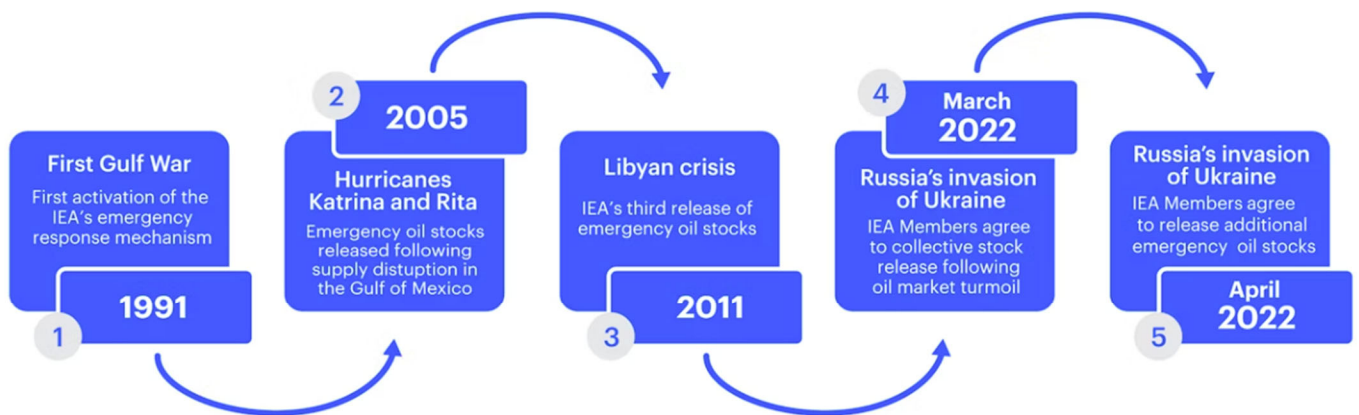 First Gulf War
First activation of the
IEA's emergency
response mechanism
1991
1
2
2005
Hurricanes
Katrina and Rita
Emergency oil stocks
released following
supply distuption in
the Gulf of Mexico
Libyan crisis
IEA's third release of
emergency oil stocks
2011
3
4
March
2022
Russia's invasion
of Ukraine
IEA Members agree
to collective stock
release following
oil market turmoil
Russia's invasion
of Ukraine
IEA Members agree
to release additional
emergency oil stocks
April
2022
5